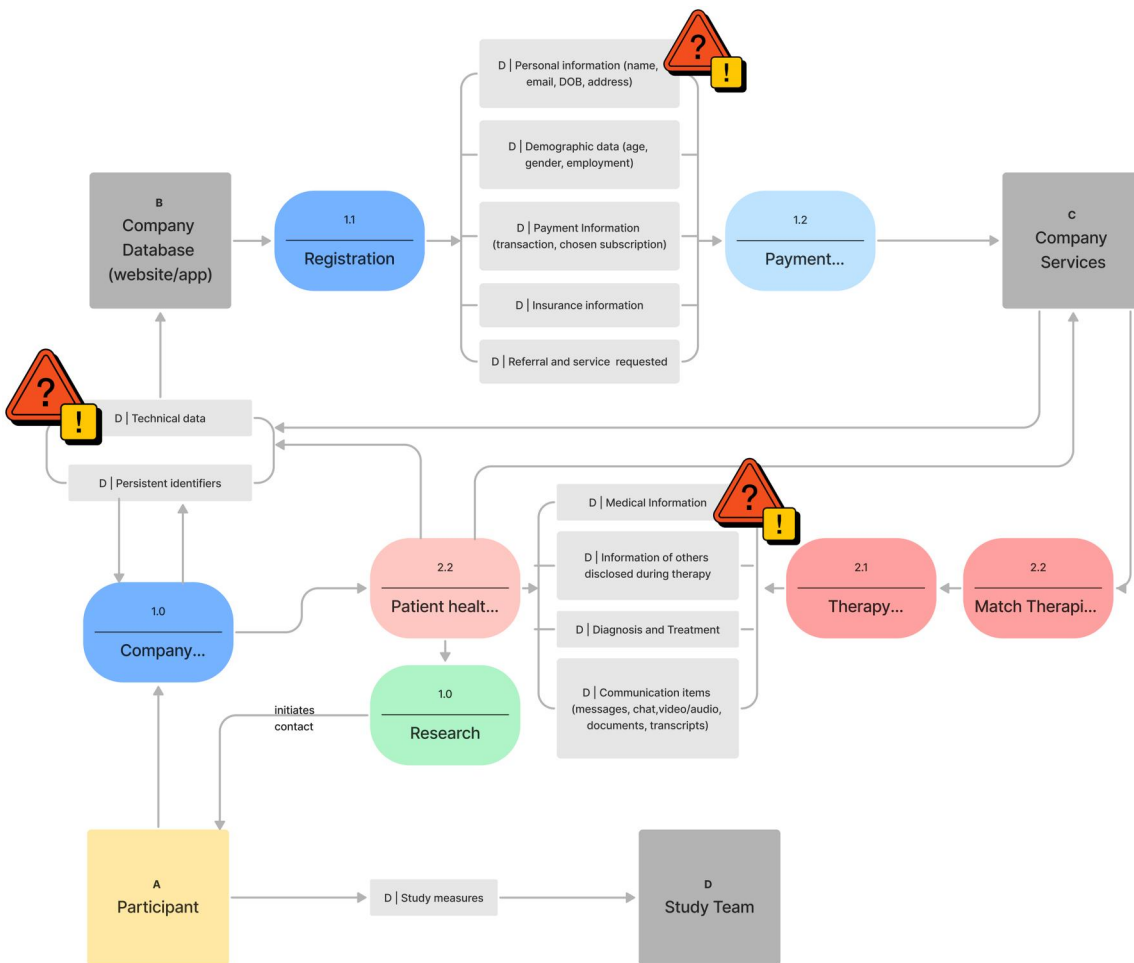 D | Personal information (name,
email, DOB, address)
?
!
D | Demographic data (age,
gender, employment)
B
Company
Database
(website/app)
1.1
Registration
D | Payment Information
(transaction, chosen subscription)
1.2
Payment...
C
Company
Services
D | Insurance information
D | Referral and service requested
?
!
D | Technical data
D | Persistent identifiers
D | Medical Information
?
!
2.2
Patient healt...
D | Information of others
disclosed during therapy
2.1
Therapy...
2.2
Match Therapi...
1.0
Company...
D | Diagnosis and Treatment
1.0
Research
D | Communication items
(messages, chat,video/audio,
documents, transcripts)
initiates
contact
A
Participant
D | Study measures
D
Study Team